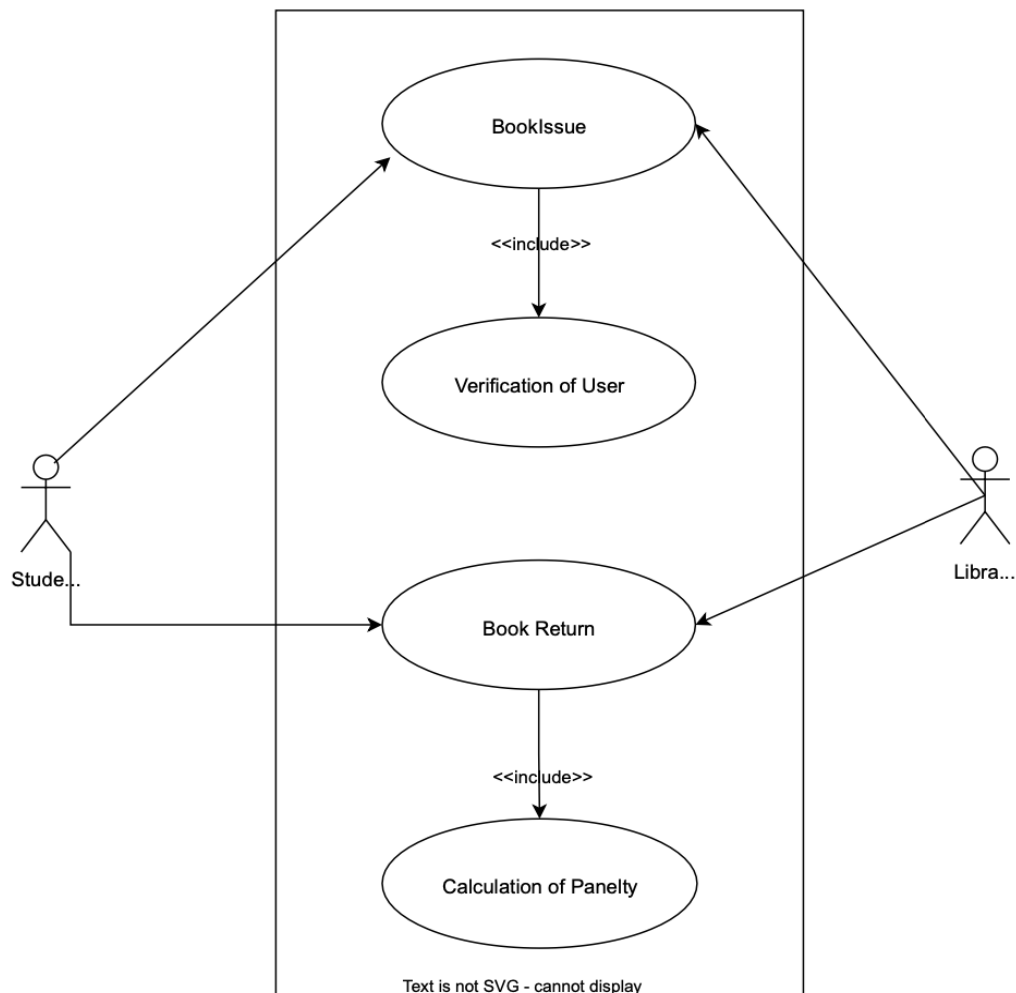 BookIssue
<<include>>
Verification of User
Stude...
Libra...
Book Return
<<include>>
Calculation of Panelty
Text is not SVG - cannot display